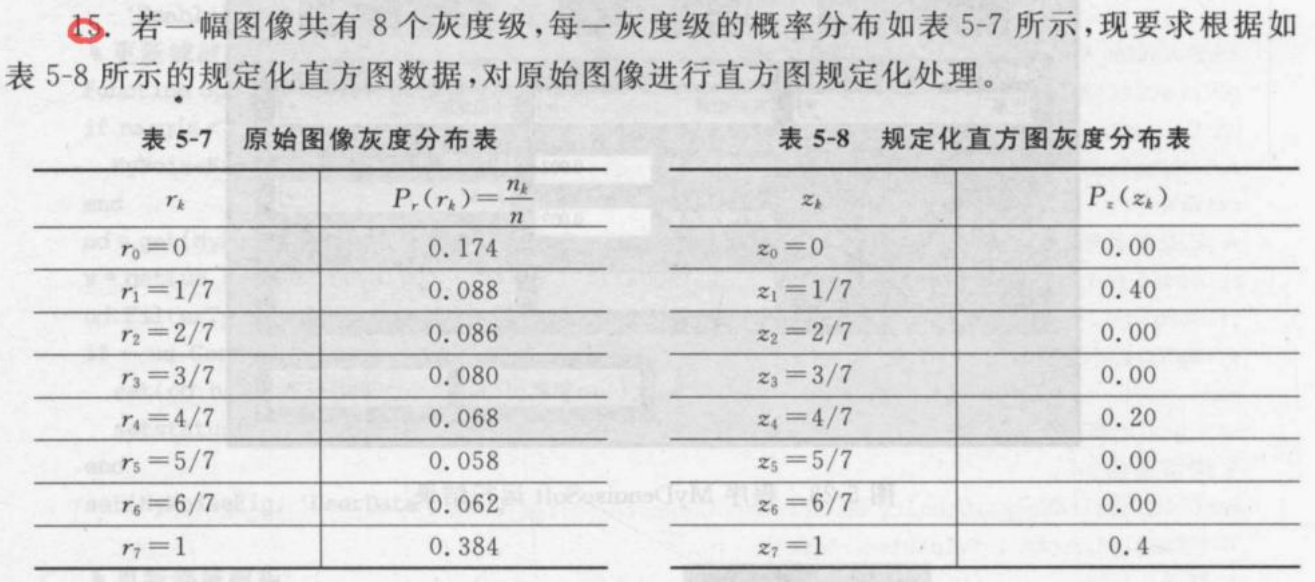 15. 若一幅图像共有 8 个灰度级,每一灰度级的概率分布如表 5-7 所示,现要求根据如
表 5-8 所示的规定化直方图数据,对原始图像进行直方图规定化处理。
表 5-7 原始图像灰度分布表
r_k P_r(r_k)=n_k/n
r_0=0 0.174
r_1=1/7 0.088
r_2=2/7 0.086
r_3=3/7 0.080
r_4=4/7 0.068
r_5=5/7 0.058
r_6=6/7 0.062
r_7=1 0.384
表 5-8 规定化直方图灰度分布表
z_k P_z(z_k)
z_0=0 0.00
z_1=1/7 0.40
z_2=2/7 0.00
z_3=3/7 0.00
z_4=4/7 0.20
z_5=5/7 0.00
z_6=6/7 0.00
z_7=1 0.4